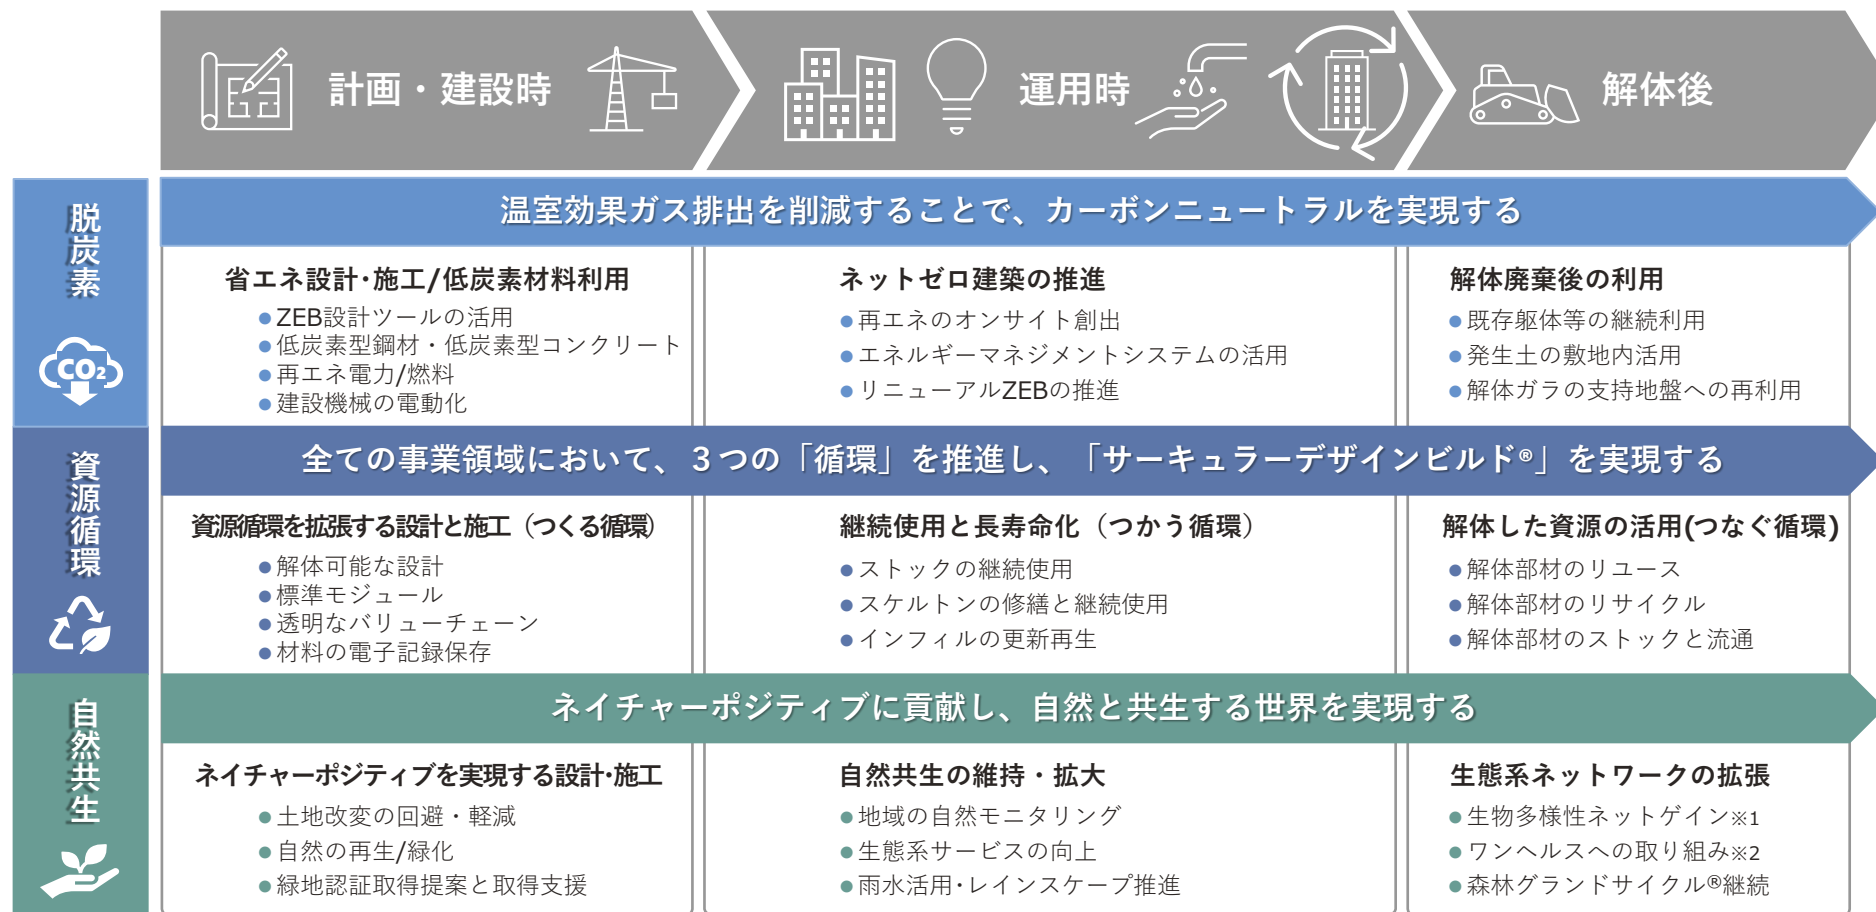 計画・建設時
運用時
解体後
脱炭素
CO₂
温室効果ガス排出を削減することで、カーボンニュートラルを実現する
省エネ設計･施工/低炭素材料利用
●ZEB設計ツールの活用
●低炭素型鋼材・低炭素型コンクリート
●再エネ電力/燃料
●建設機械の電動化
ネットゼロ建築の推進
●再エネのオンサイト創出
●エネルギーマネジメントシステムの活用
●リニューアルZEBの推進
解体廃棄後の利用
●既存躯体等の継続利用
●発生土の敷地内活用
●解体ガラの支持地盤への再利用
資源循環
全ての事業領域において、３つの「循環」を推進し、「サーキュラーデザインビルド®」を実現する
資源循環を拡張する設計と施工（つくる循環）
●解体可能な設計
●標準モジュール
●透明なバリューチェーン
●材料の電子記録保存
継続使用と長寿命化（つかう循環）
●ストックの継続使用
●スケルトンの修繕と継続使用
●インフィルの更新再生
解体した資源の活用(つなぐ循環)
●解体部材のリユース
●解体部材のリサイクル
●解体部材のストックと流通
自然共生
ネイチャーポジティブに貢献し、自然と共生する世界を実現する
ネイチャーポジティブを実現する設計･施工
●土地改変の回避・軽減
●自然の再生/緑化
●緑地認証取得提案と取得支援
自然共生の維持・拡大
●地域の自然モニタリング
●生態系サービスの向上
●雨水活用･レインスケープ推進
生態系ネットワークの拡張
●生物多様性ネットゲイン※1
●ワンヘルスへの取り組み※2
●森林グランドサイクル®継続